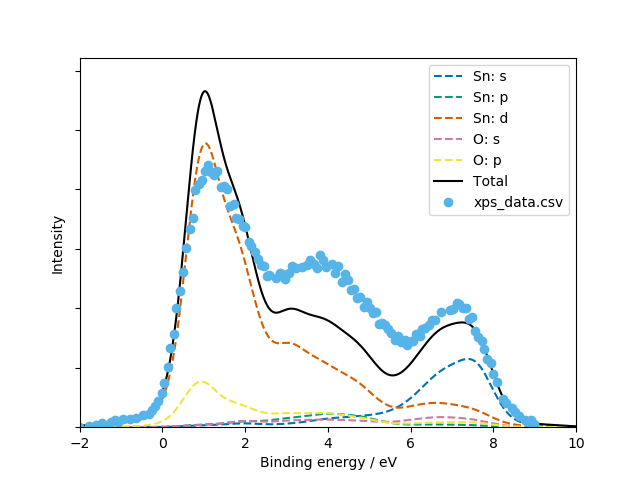 Sn: s
Sn: p
Sn: d
O: s
O: p
Total
xps_data.csv
Intensity
−2 0 2 4 6 8 10
Binding energy / eV